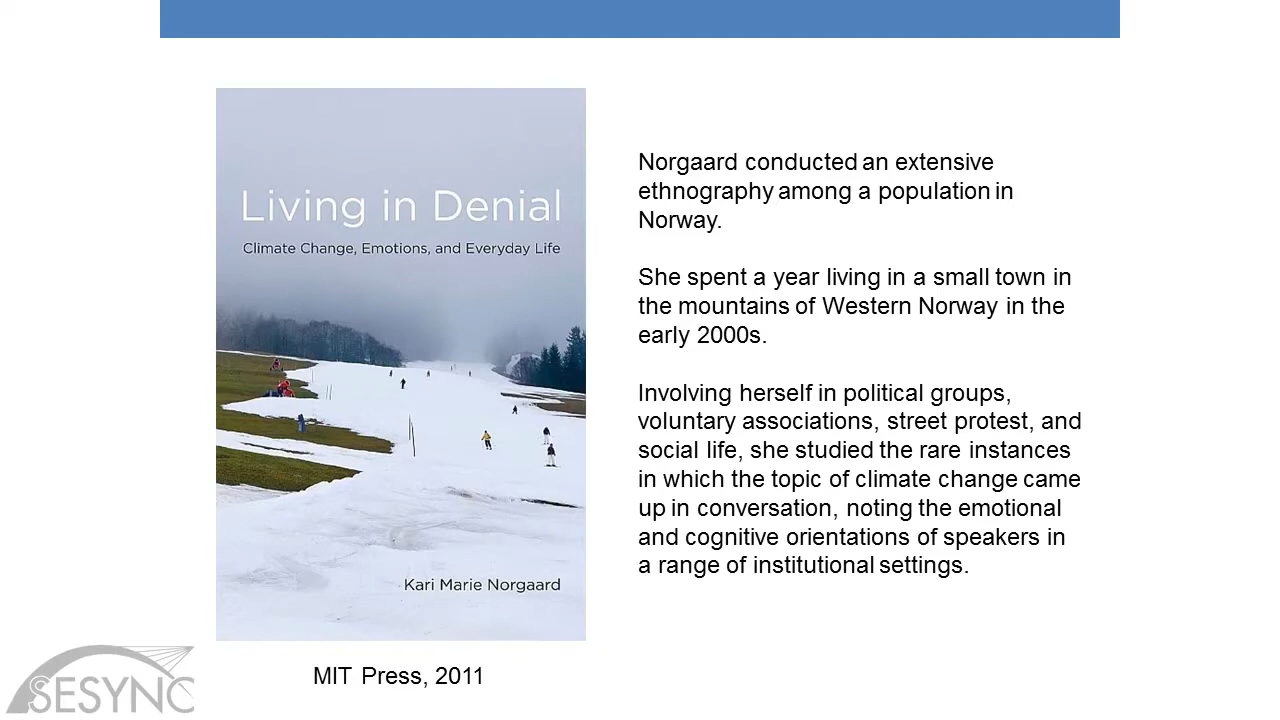 Living in Denial
Climate Change, Emotions, and Everyday Life
Kari Marie Norgaard
MIT Press, 2011
Norgaard conducted an extensive
ethnography among a population in
Norway.
She spent a year living in a small town in
the mountains of Western Norway in the
early 2000s.
Involving herself in political groups,
voluntary associations, street protest, and
social life, she studied the rare instances
in which the topic of climate change came
up in conversation, noting the emotional
and cognitive orientations of speakers in
a range of institutional settings.
SESYNC